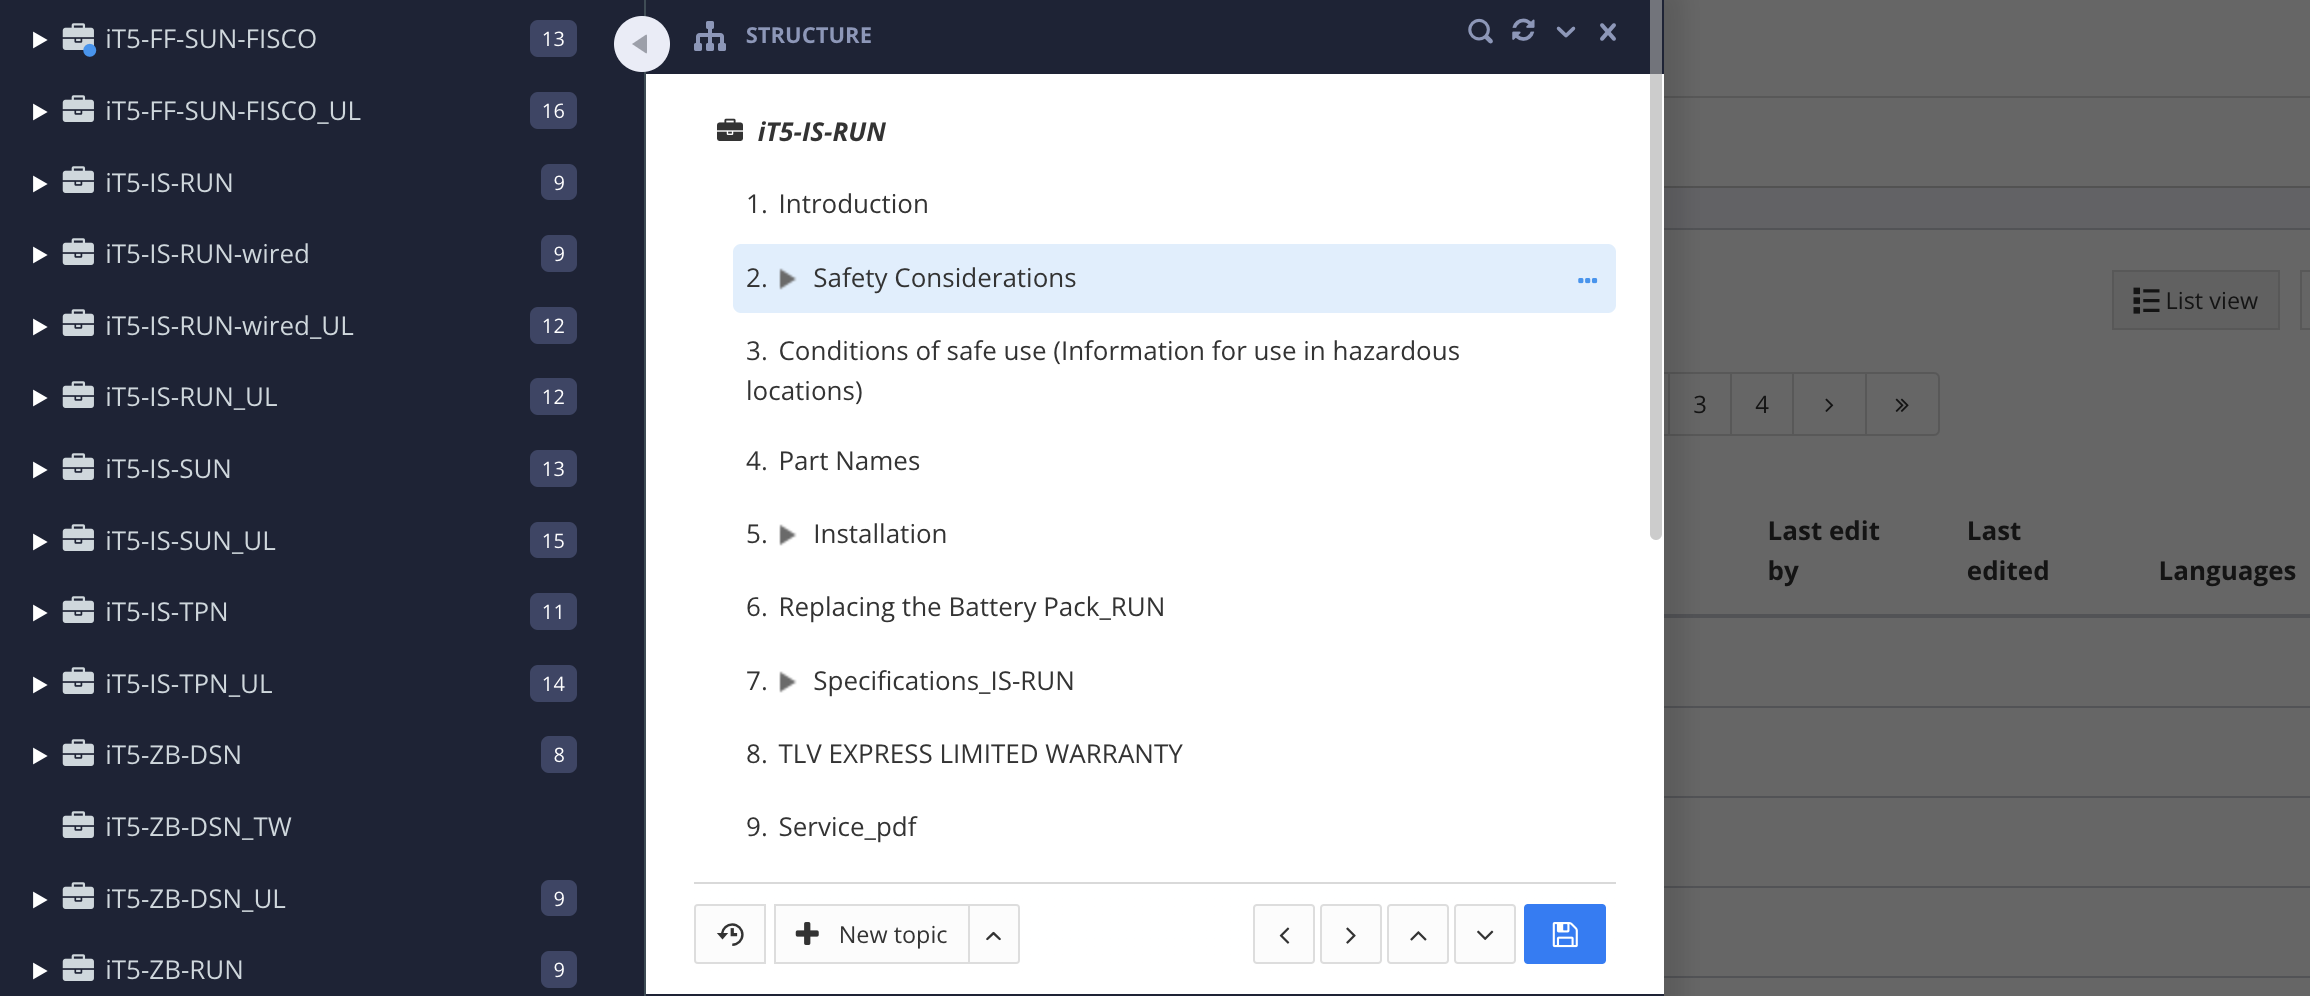 iT5-FF-SUN-FISCO 13
iT5-FF-SUN-FISCO_UL 16
iT5-IS-RUN 9
iT5-IS-RUN-wired 9
iT5-IS-RUN-wired_UL 12
iT5-IS-RUN_UL 12
iT5-IS-SUN 13
iT5-IS-SUN_UL 15
iT5-IS-TPN 11
iT5-IS-TPN_UL 14
iT5-ZB-DSN 8
iT5-ZB-DSN_TW
iT5-ZB-DSN_UL 9
iT5-ZB-RUN 9
STRUCTURE
iT5-IS-RUN
1. Introduction
2. Safety Considerations
3. Conditions of safe use (Information for use in hazardous
locations)
4. Part Names
5. Installation
6. Replacing the Battery Pack_RUN
7. Specifications_IS-RUN
8. TLV EXPRESS LIMITED WARRANTY
9. Service_pdf
New topic
List view
3 4 › »
Last edit
by
Last
edited
Languages